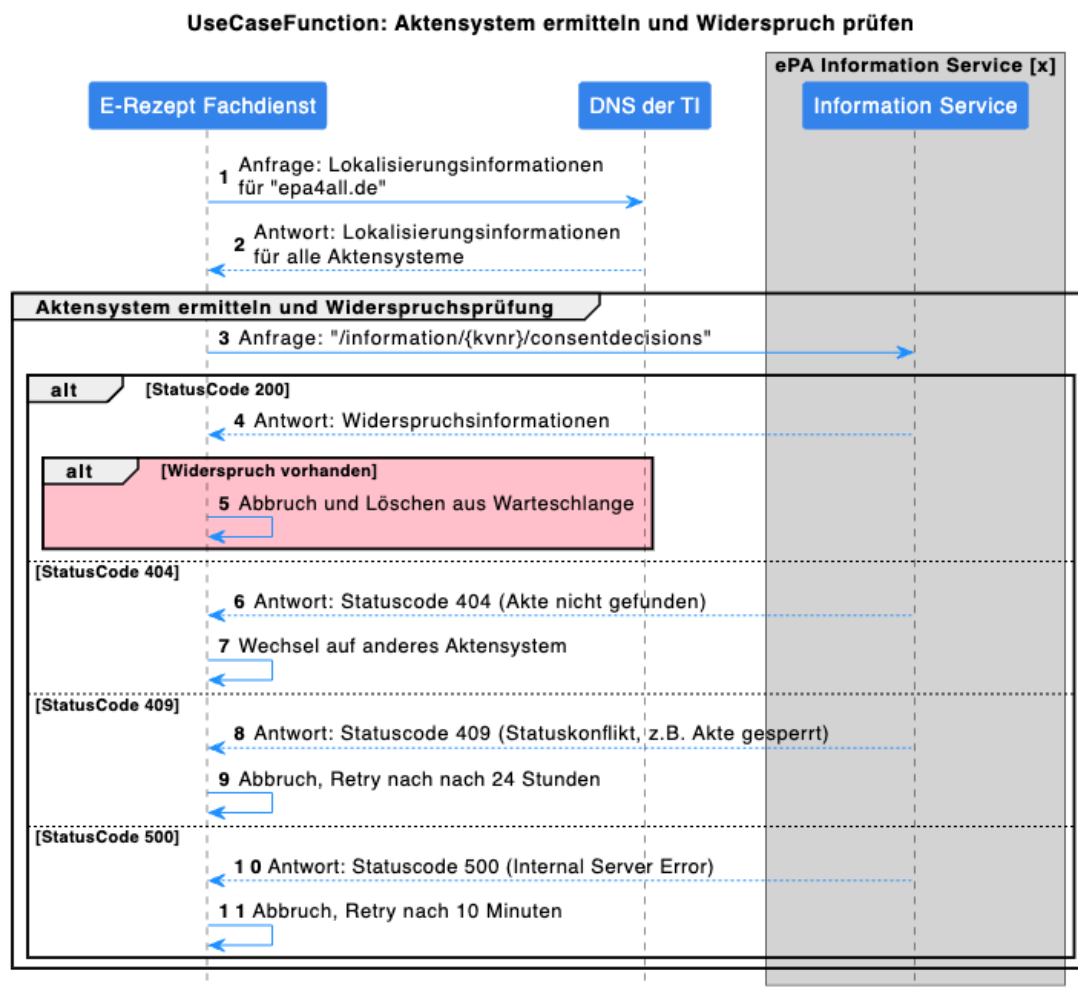 UseCaseFunction: Aktensystem ermitteln und Widerspruch prüfen
ePA Information Service [x]
E-Rezept Fachdienst
DNS der TI
Information Service
1 Anfrage: Lokalisierungsinformationen
für "epa4all.de"
2 Antwort: Lokalisierungsinformationen
für alle Aktensysteme
Aktensystem ermitteln und Widerspruchsprüfung
3 Anfrage: "/information/{kvnr}/consentdecisions"
alt [StatusCode 200]
4 Antwort: Widerspruchsinformationen
alt [Widerspruch vorhanden]
5 Abbruch und Löschen aus Warteschlange
[StatusCode 404]
6 Antwort: Statuscode 404 (Akte nicht gefunden)
7 Wechsel auf anderes Aktensystem
[StatusCode 409]
8 Antwort: Statuscode 409 (Statuskonflikt, z.B. Akte gesperrt)
9 Abbruch, Retry nach nach 24 Stunden
[StatusCode 500]
10 Antwort: Statuscode 500 (Internal Server Error)
11 Abbruch, Retry nach 10 Minuten